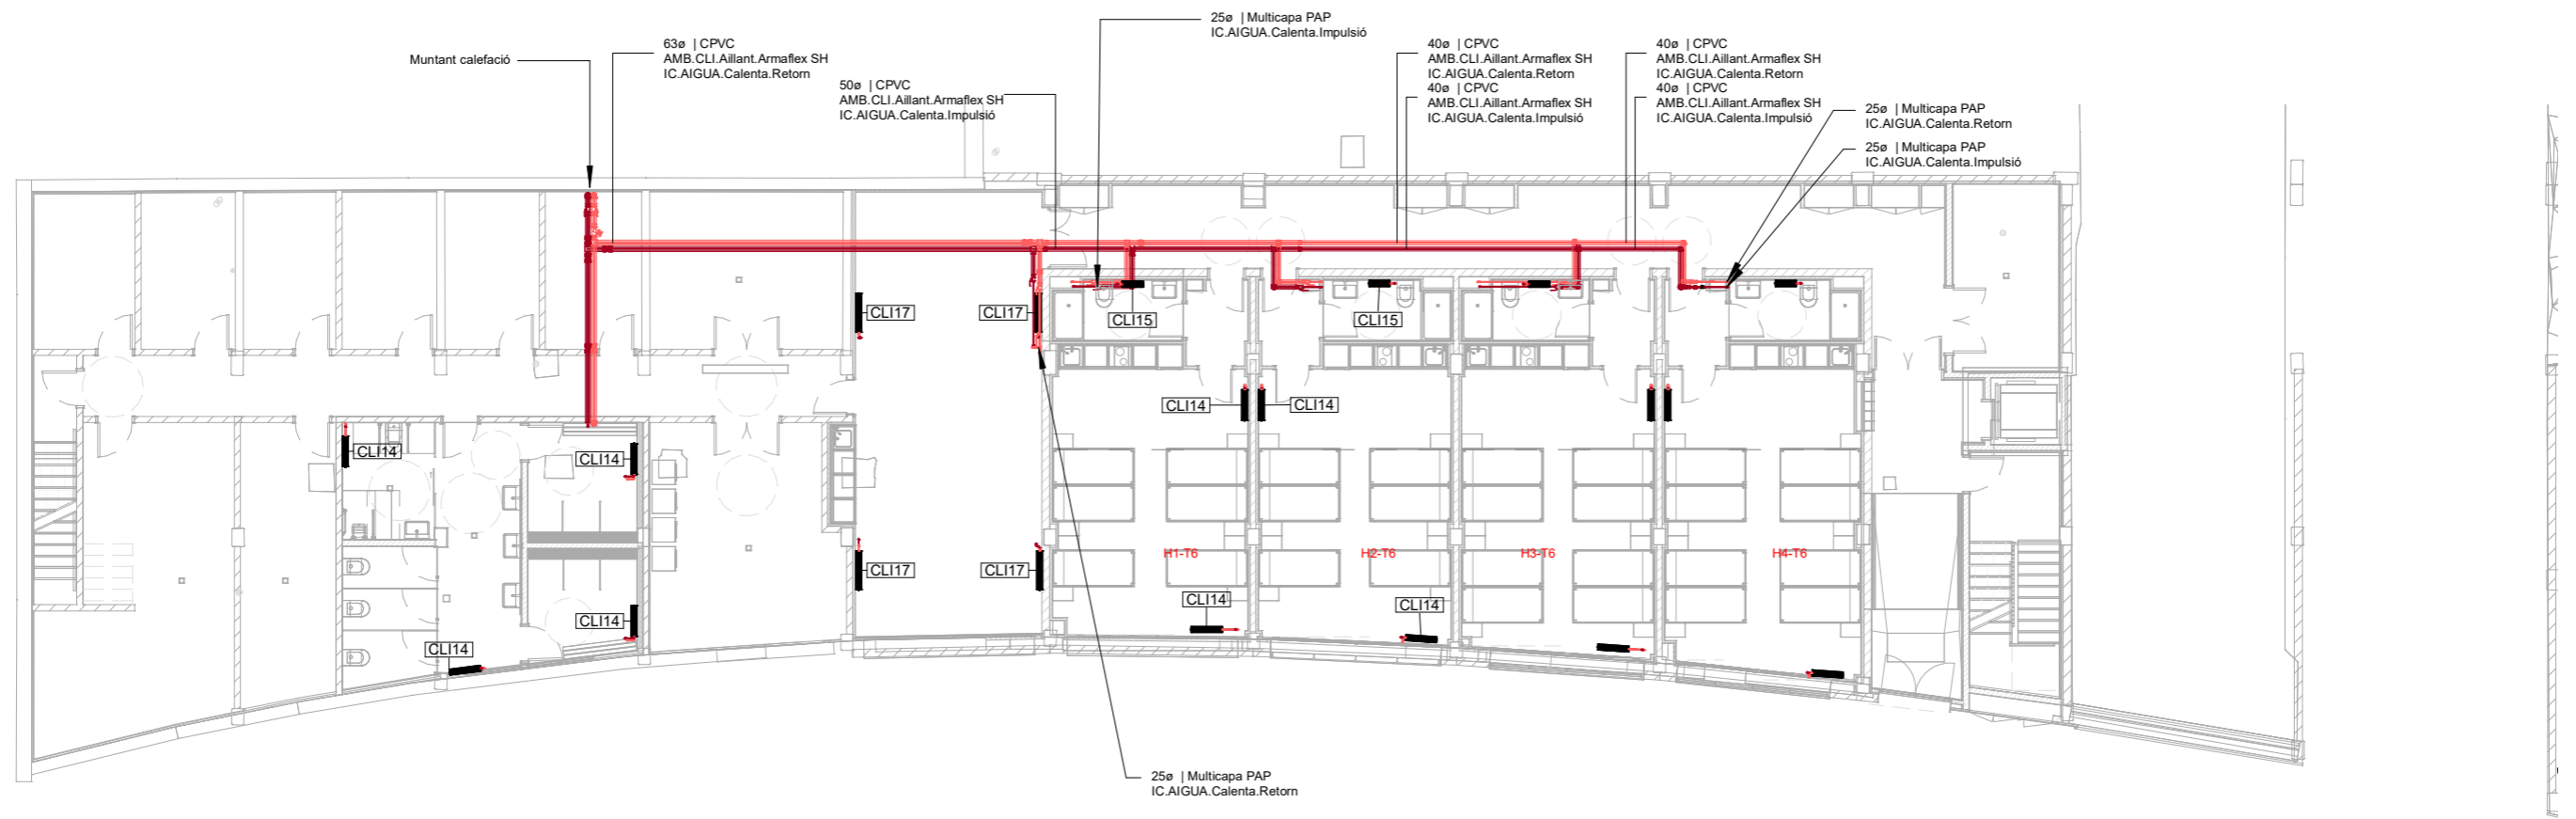 25ø | Multicapa PAP
IC.AIGUA.Calenta.Impulsió
Muntant calefació
63ø | CPVC
AMB.CLI.Aillant.Armaflex SH
IC.AIGUA.Calenta.Retorn
50ø | CPVC
AMB.CLI.Aillant.Armaflex SH
IC.AIGUA.Calenta.Impulsió
40ø | CPVC
AMB.CLI.Aillant.Armaflex SH
IC.AIGUA.Calenta.Retorn
40ø | CPVC
AMB.CLI.Aillant.Armaflex SH
IC.AIGUA.Calenta.Impulsió
40ø | CPVC
AMB.CLI.Aillant.Armaflex SH
IC.AIGUA.Calenta.Retorn
40ø | CPVC
AMB.CLI.Aillant.Armaflex SH
IC.AIGUA.Calenta.Impulsió
25ø | Multicapa PAP
IC.AIGUA.Calenta.Retorn
25ø | Multicapa PAP
IC.AIGUA.Calenta.Impulsió
CLI17
CLI17
CLI15
CLI15
CLI14
CLI14
CLI14
CLI14
H1-T6
H2-T6
H3-T6
H4-T6
CLI17
CLI17
CLI14
CLI14
CLI14
CLI14
25ø | Multicapa PAP
IC.AIGUA.Calenta.Retorn